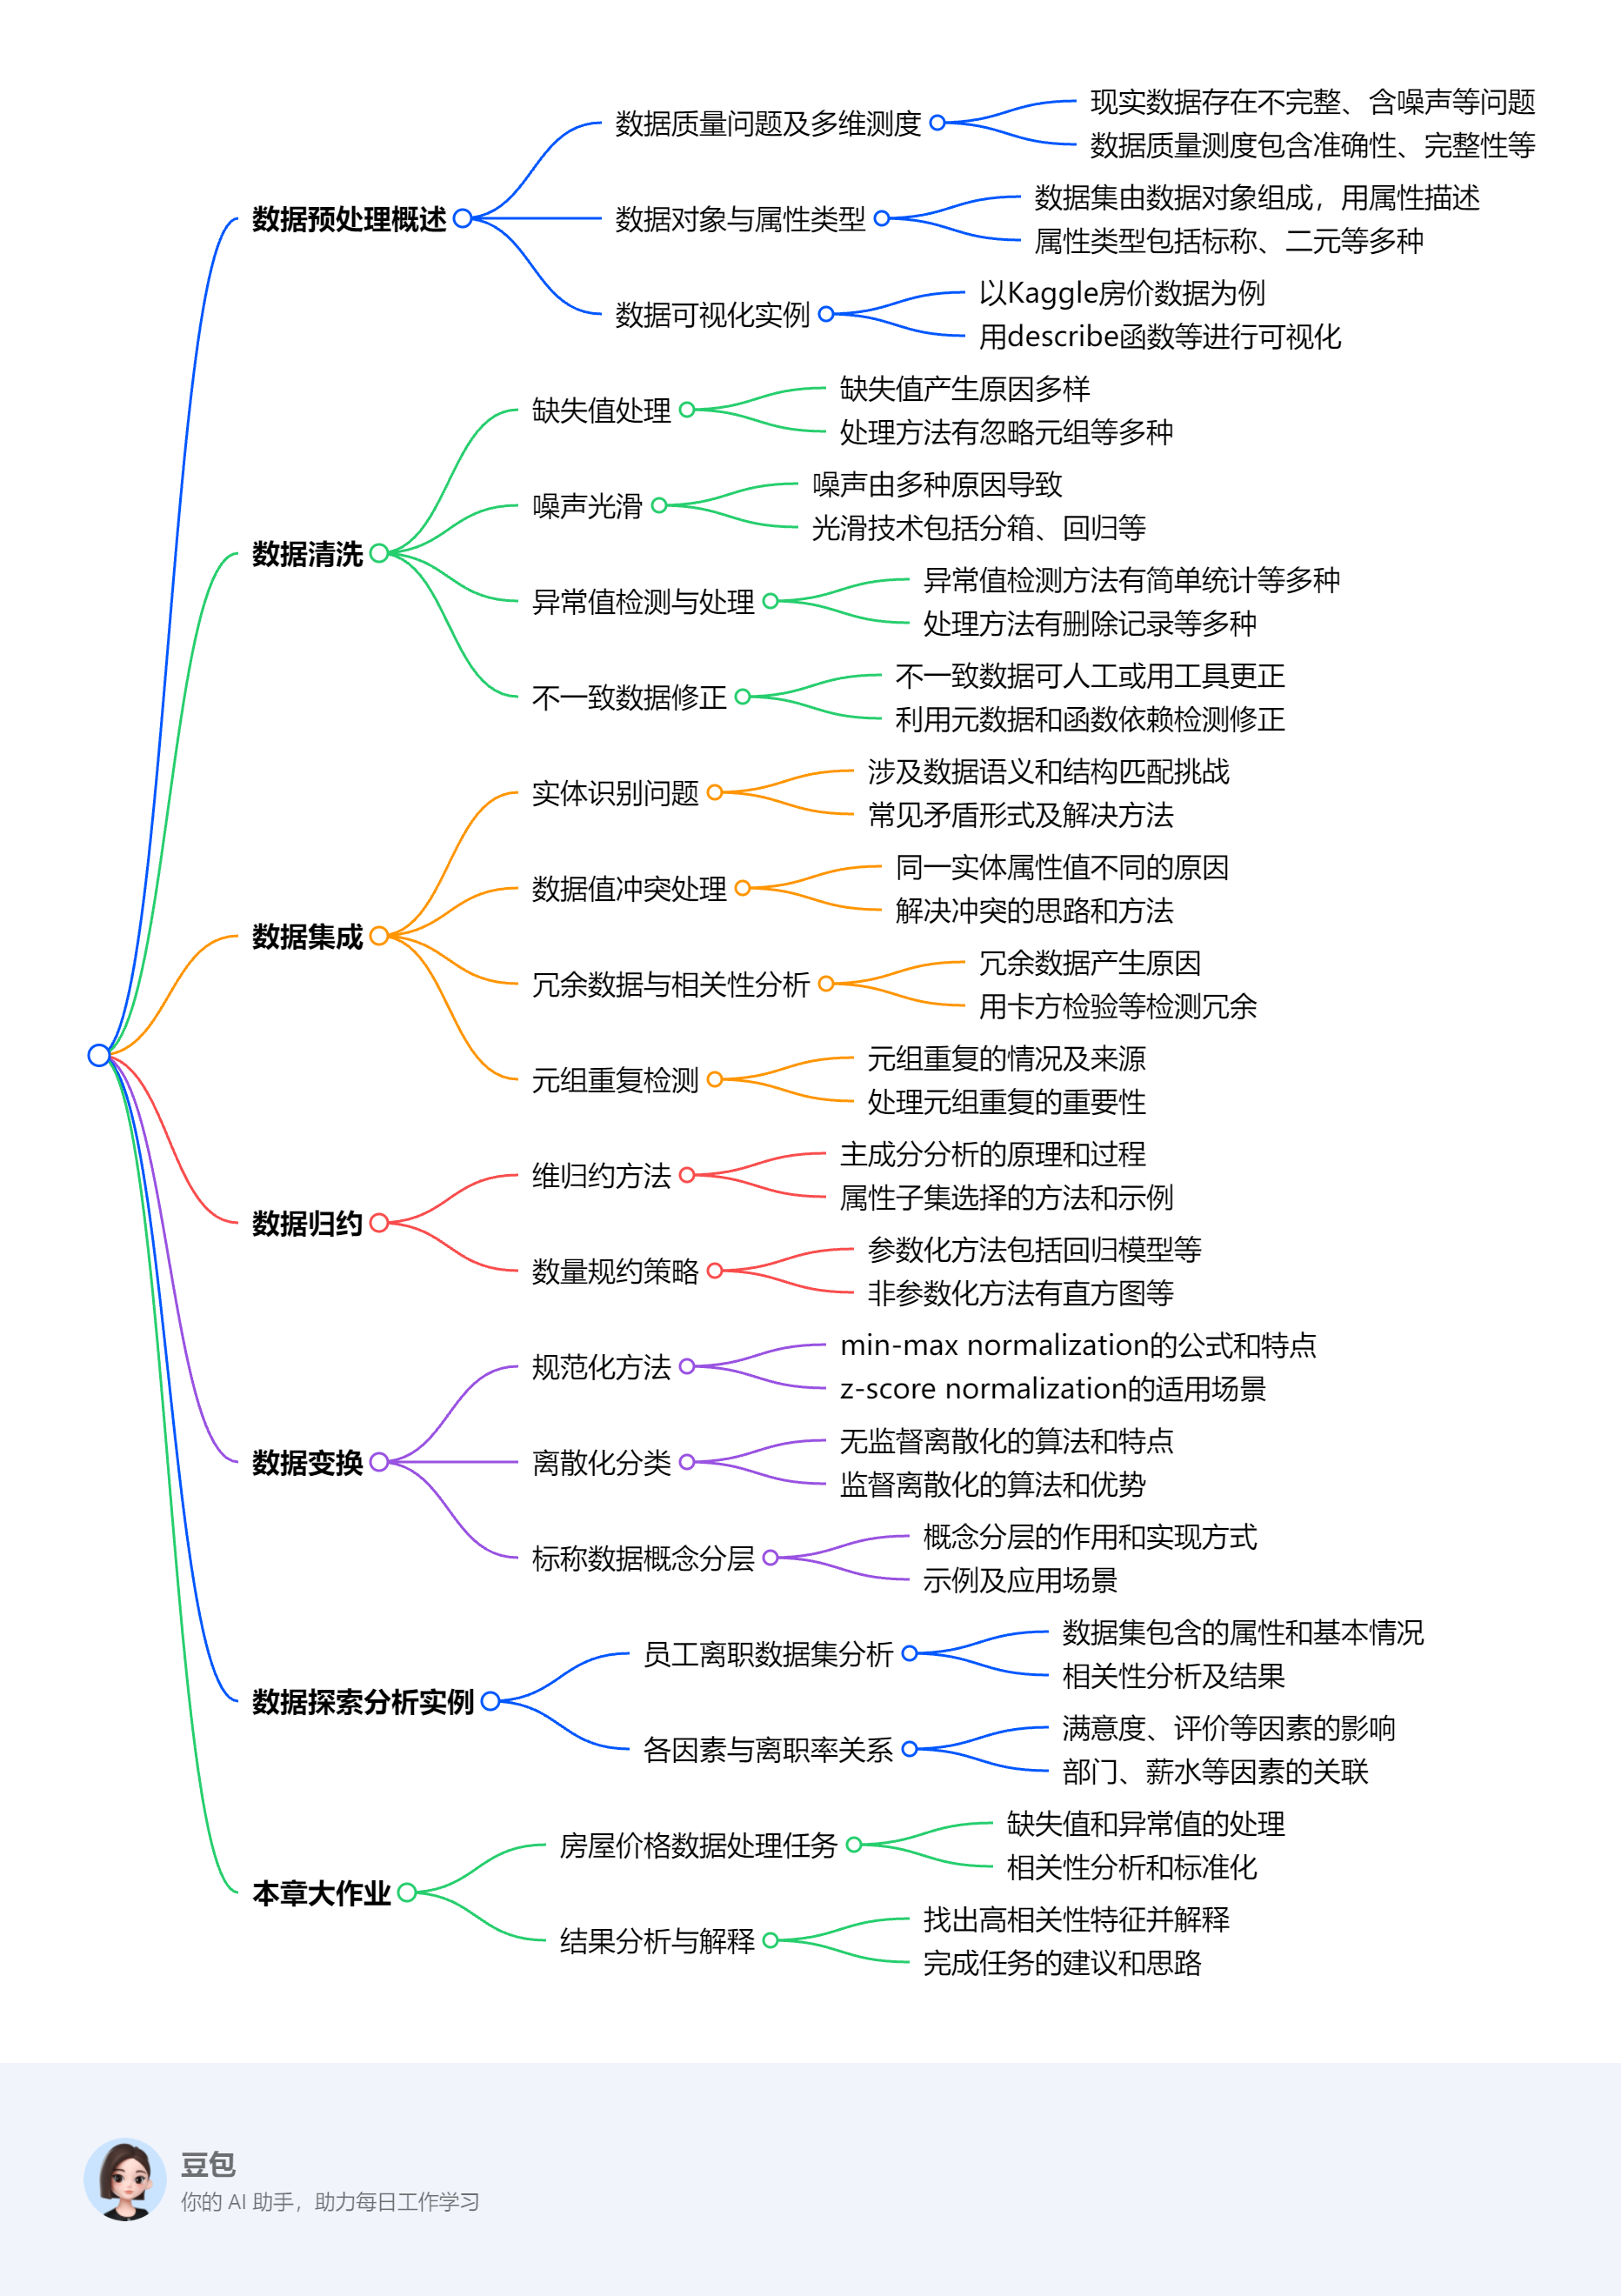 数据预处理概述
数据质量问题及多维测度
现实数据存在不完整、含噪声等问题
数据质量测度包含准确性、完整性等
数据对象与属性类型
数据集由数据对象组成，用属性描述
属性类型包括标称、二元等多种
数据可视化实例
以Kaggle房价数据为例
用describe函数等进行可视化
数据清洗
缺失值处理
缺失值产生原因多样
处理方法有忽略元组等多种
噪声光滑
噪声由多种原因导致
光滑技术包括分箱、回归等
异常值检测与处理
异常值检测方法有简单统计等多种
处理方法有删除记录等多种
不一致数据修正
不一致数据可人工或用工具更正
利用元数据和函数依赖检测修正
数据集成
实体识别问题
涉及数据语义和结构匹配挑战
常见矛盾形式及解决方法
数据值冲突处理
同一实体属性值不同的原因
解决冲突的思路和方法
冗余数据与相关性分析
冗余数据产生原因
用卡方检验等检测冗余
元组重复检测
元组重复的情况及来源
处理元组重复的重要性
数据归约
维归约方法
主成分分析的原理和过程
属性子集选择的方法和示例
数量规约策略
参数化方法包括回归模型等
非参数化方法有直方图等
数据变换
规范化方法
min-max normalization的公式和特点
z-score normalization的适用场景
离散化分类
无监督离散化的算法和特点
监督离散化的算法和优势
标称数据概念分层
概念分层的作用和实现方式
示例及应用场景
数据探索分析实例
员工离职数据集分析
数据集包含的属性和基本情况
相关性分析及结果
各因素与离职率关系
满意度、评价等因素的影响
部门、薪水等因素的关联
本章大作业
房屋价格数据处理任务
缺失值和异常值的处理
相关性分析和标准化
结果分析与解释
找出高相关性特征并解释
完成任务的建议和思路
豆包
你的 AI 助手，助力每日工作学习